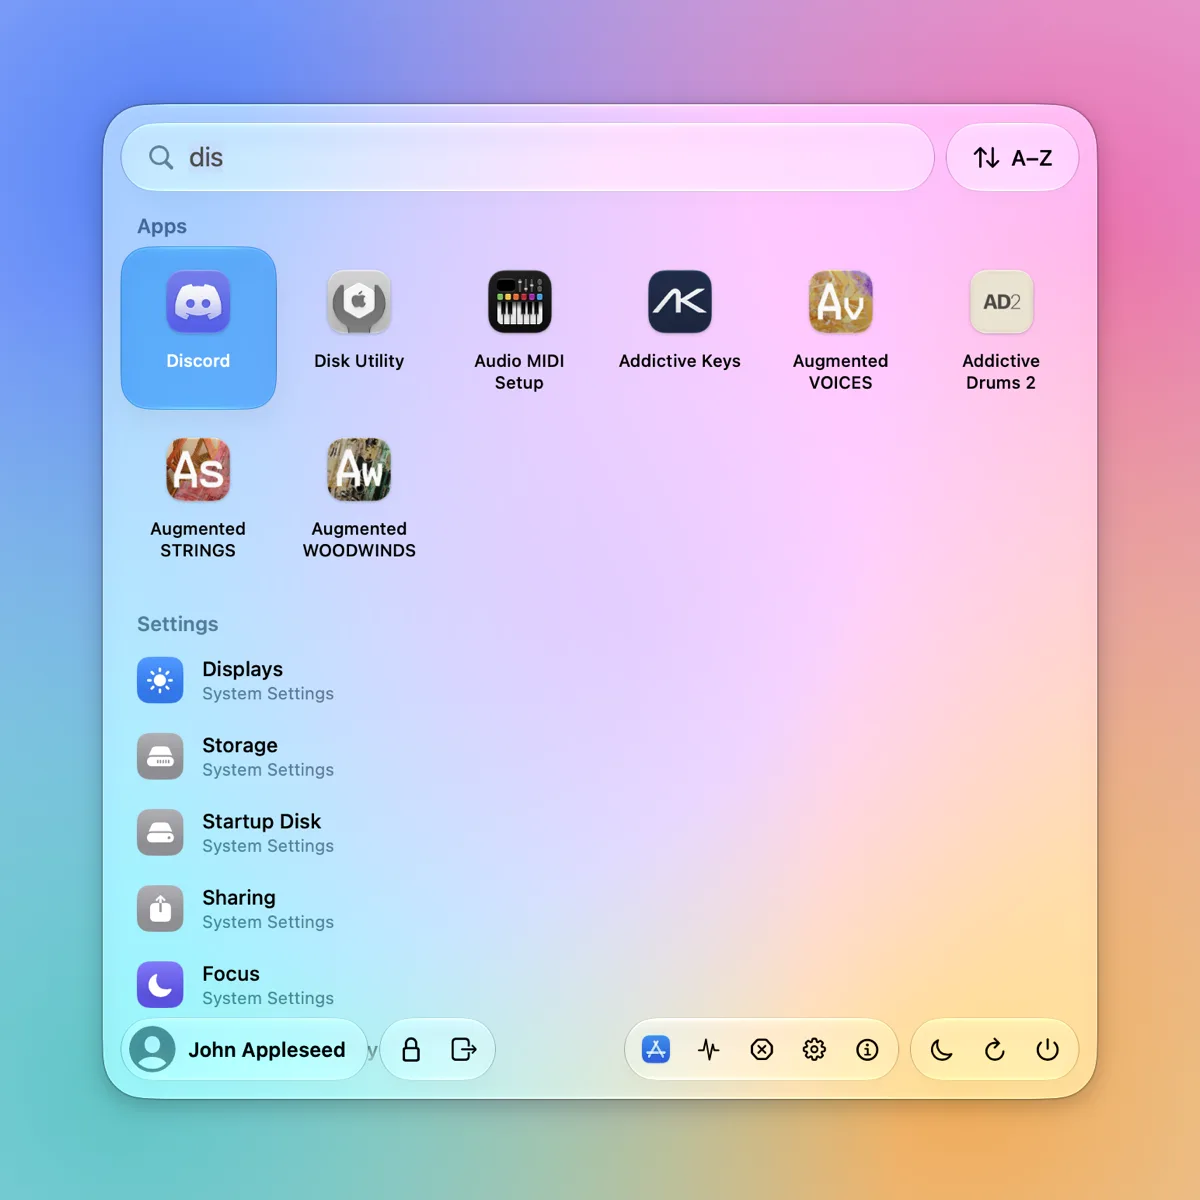 dis
A–Z
Apps
Discord
Disk Utility
Audio MIDI
Setup
Addictive Keys
Augmented
VOICES
AD2
Addictive
Drums 2
Av
As
Augmented
STRINGS
Aw
Augmented
WOODWINDS
Settings
Displays
System Settings
Storage
System Settings
Startup Disk
System Settings
Sharing
System Settings
Focus
System Settings
John Appleseed
y